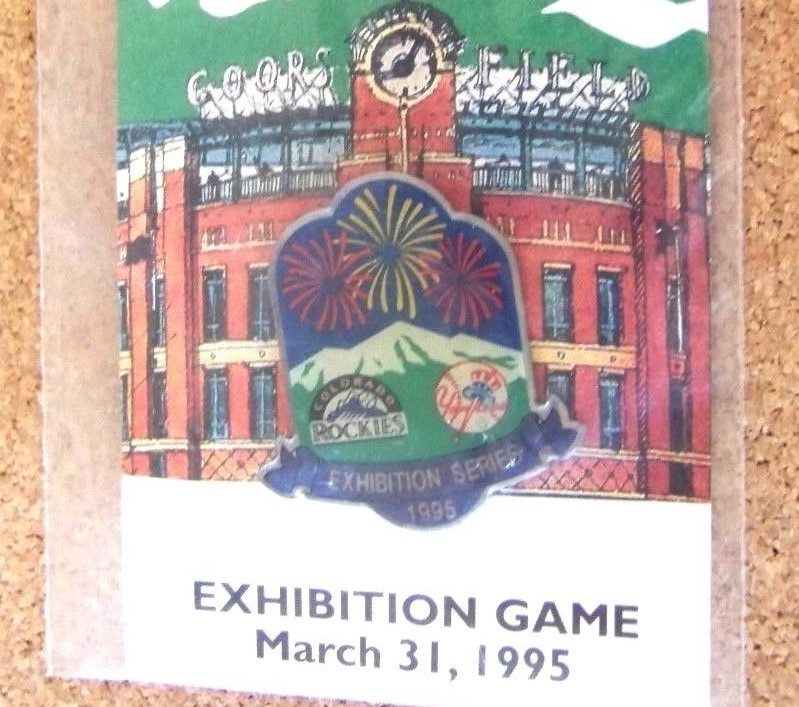 COORS FIELD
COLORADO
ROCKIES
Yankees
EXHIBITION SERIES
1995
EXHIBITION GAME
March 31, 1995